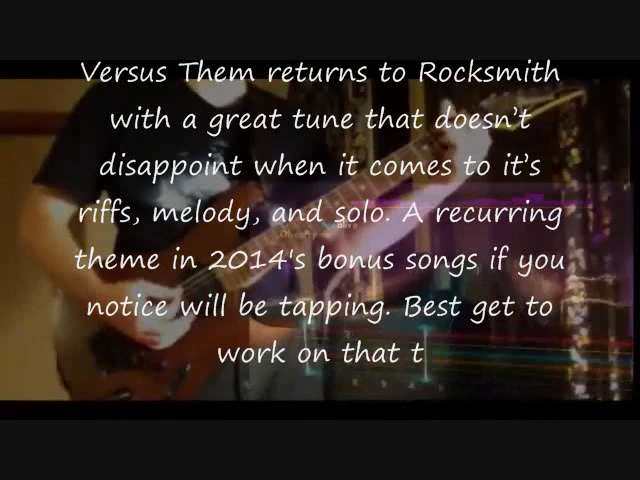 Versus Them returns to Rocksmith
with a great tune that doesn't
disappoint when it comes to it's
riffs, melody, and solo. A recurring
theme in 2014's bonus songs if you
notice will be tapping. Best get to
work on that t